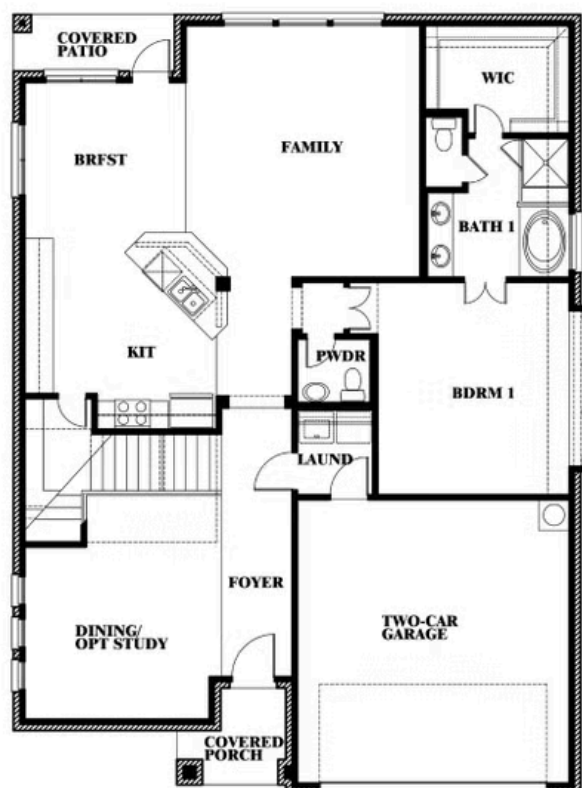 COVERED
PATIO
WIC
BRFST
FAMILY
BATH 1
KIT
PWDR
BDRM 1
LAUND
FOYER
DINING/
OPT STUDY
TWO-CAR
GARAGE
COVERED
PORCH